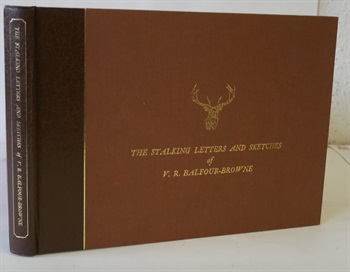 THE STALKING LETTERS AND SKETCHES of V. R. BALFOUR-BROWNE
THE STALKING LETTERS AND SKETCHES
of
V. R. BALFOUR-BROWNE